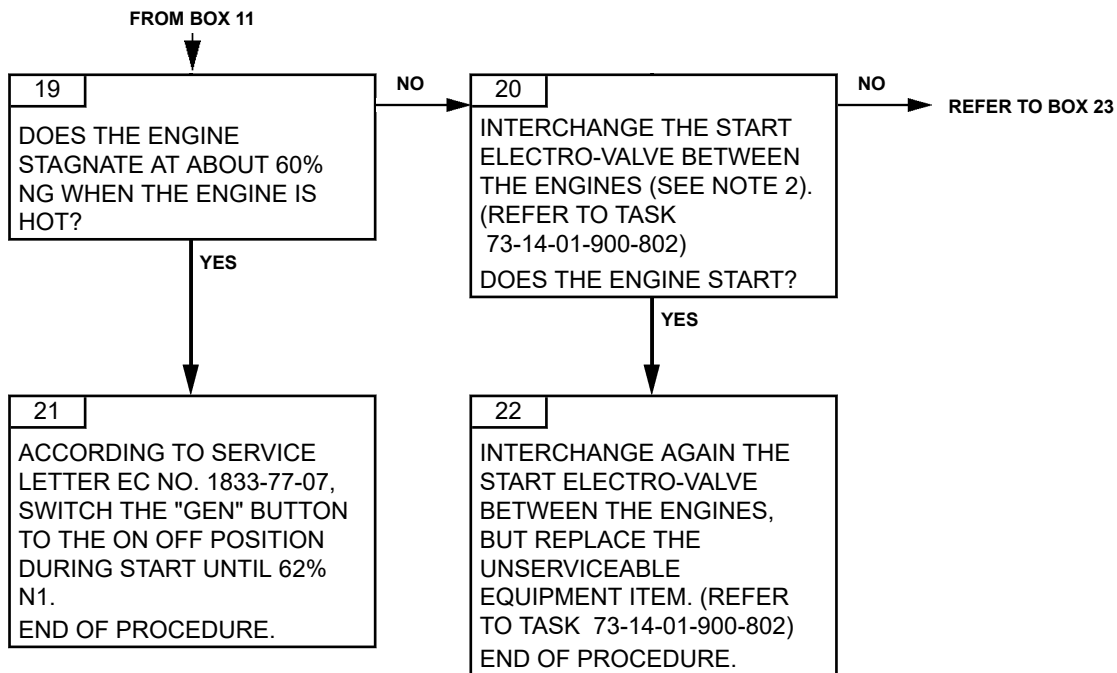 FROM BOX 11
19
DOES THE ENGINE
STAGNATE AT ABOUT 60%
NG WHEN THE ENGINE IS
HOT?
NO
YES
20
INTERCHANGE THE START
ELECTRO-VALVE BETWEEN
THE ENGINES (SEE NOTE 2).
(REFER TO TASK
73-14-01-900-802)
DOES THE ENGINE START?
NO
REFER TO BOX 23
YES
21
ACCORDING TO SERVICE
LETTER EC NO. 1833-77-07,
SWITCH THE "GEN" BUTTON
TO THE ON OFF POSITION
DURING START UNTIL 62%
N1.
END OF PROCEDURE.
22
INTERCHANGE AGAIN THE
START ELECTRO-VALVE
BETWEEN THE ENGINES,
BUT REPLACE THE
UNSERVICEABLE
EQUIPMENT ITEM. (REFER
TO TASK 73-14-01-900-802)
END OF PROCEDURE.